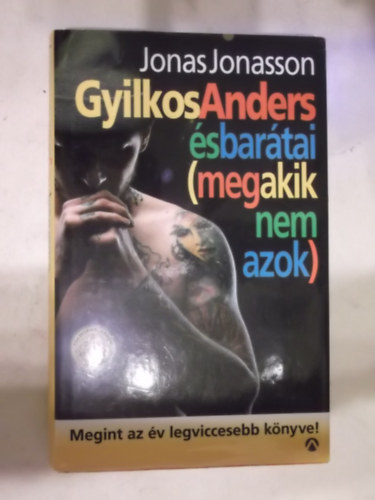 Jonas Jonasson
GyilkosAnders
ésbarátai
(megakik
nem
azok)
Megint az év legviccesebb könyve!